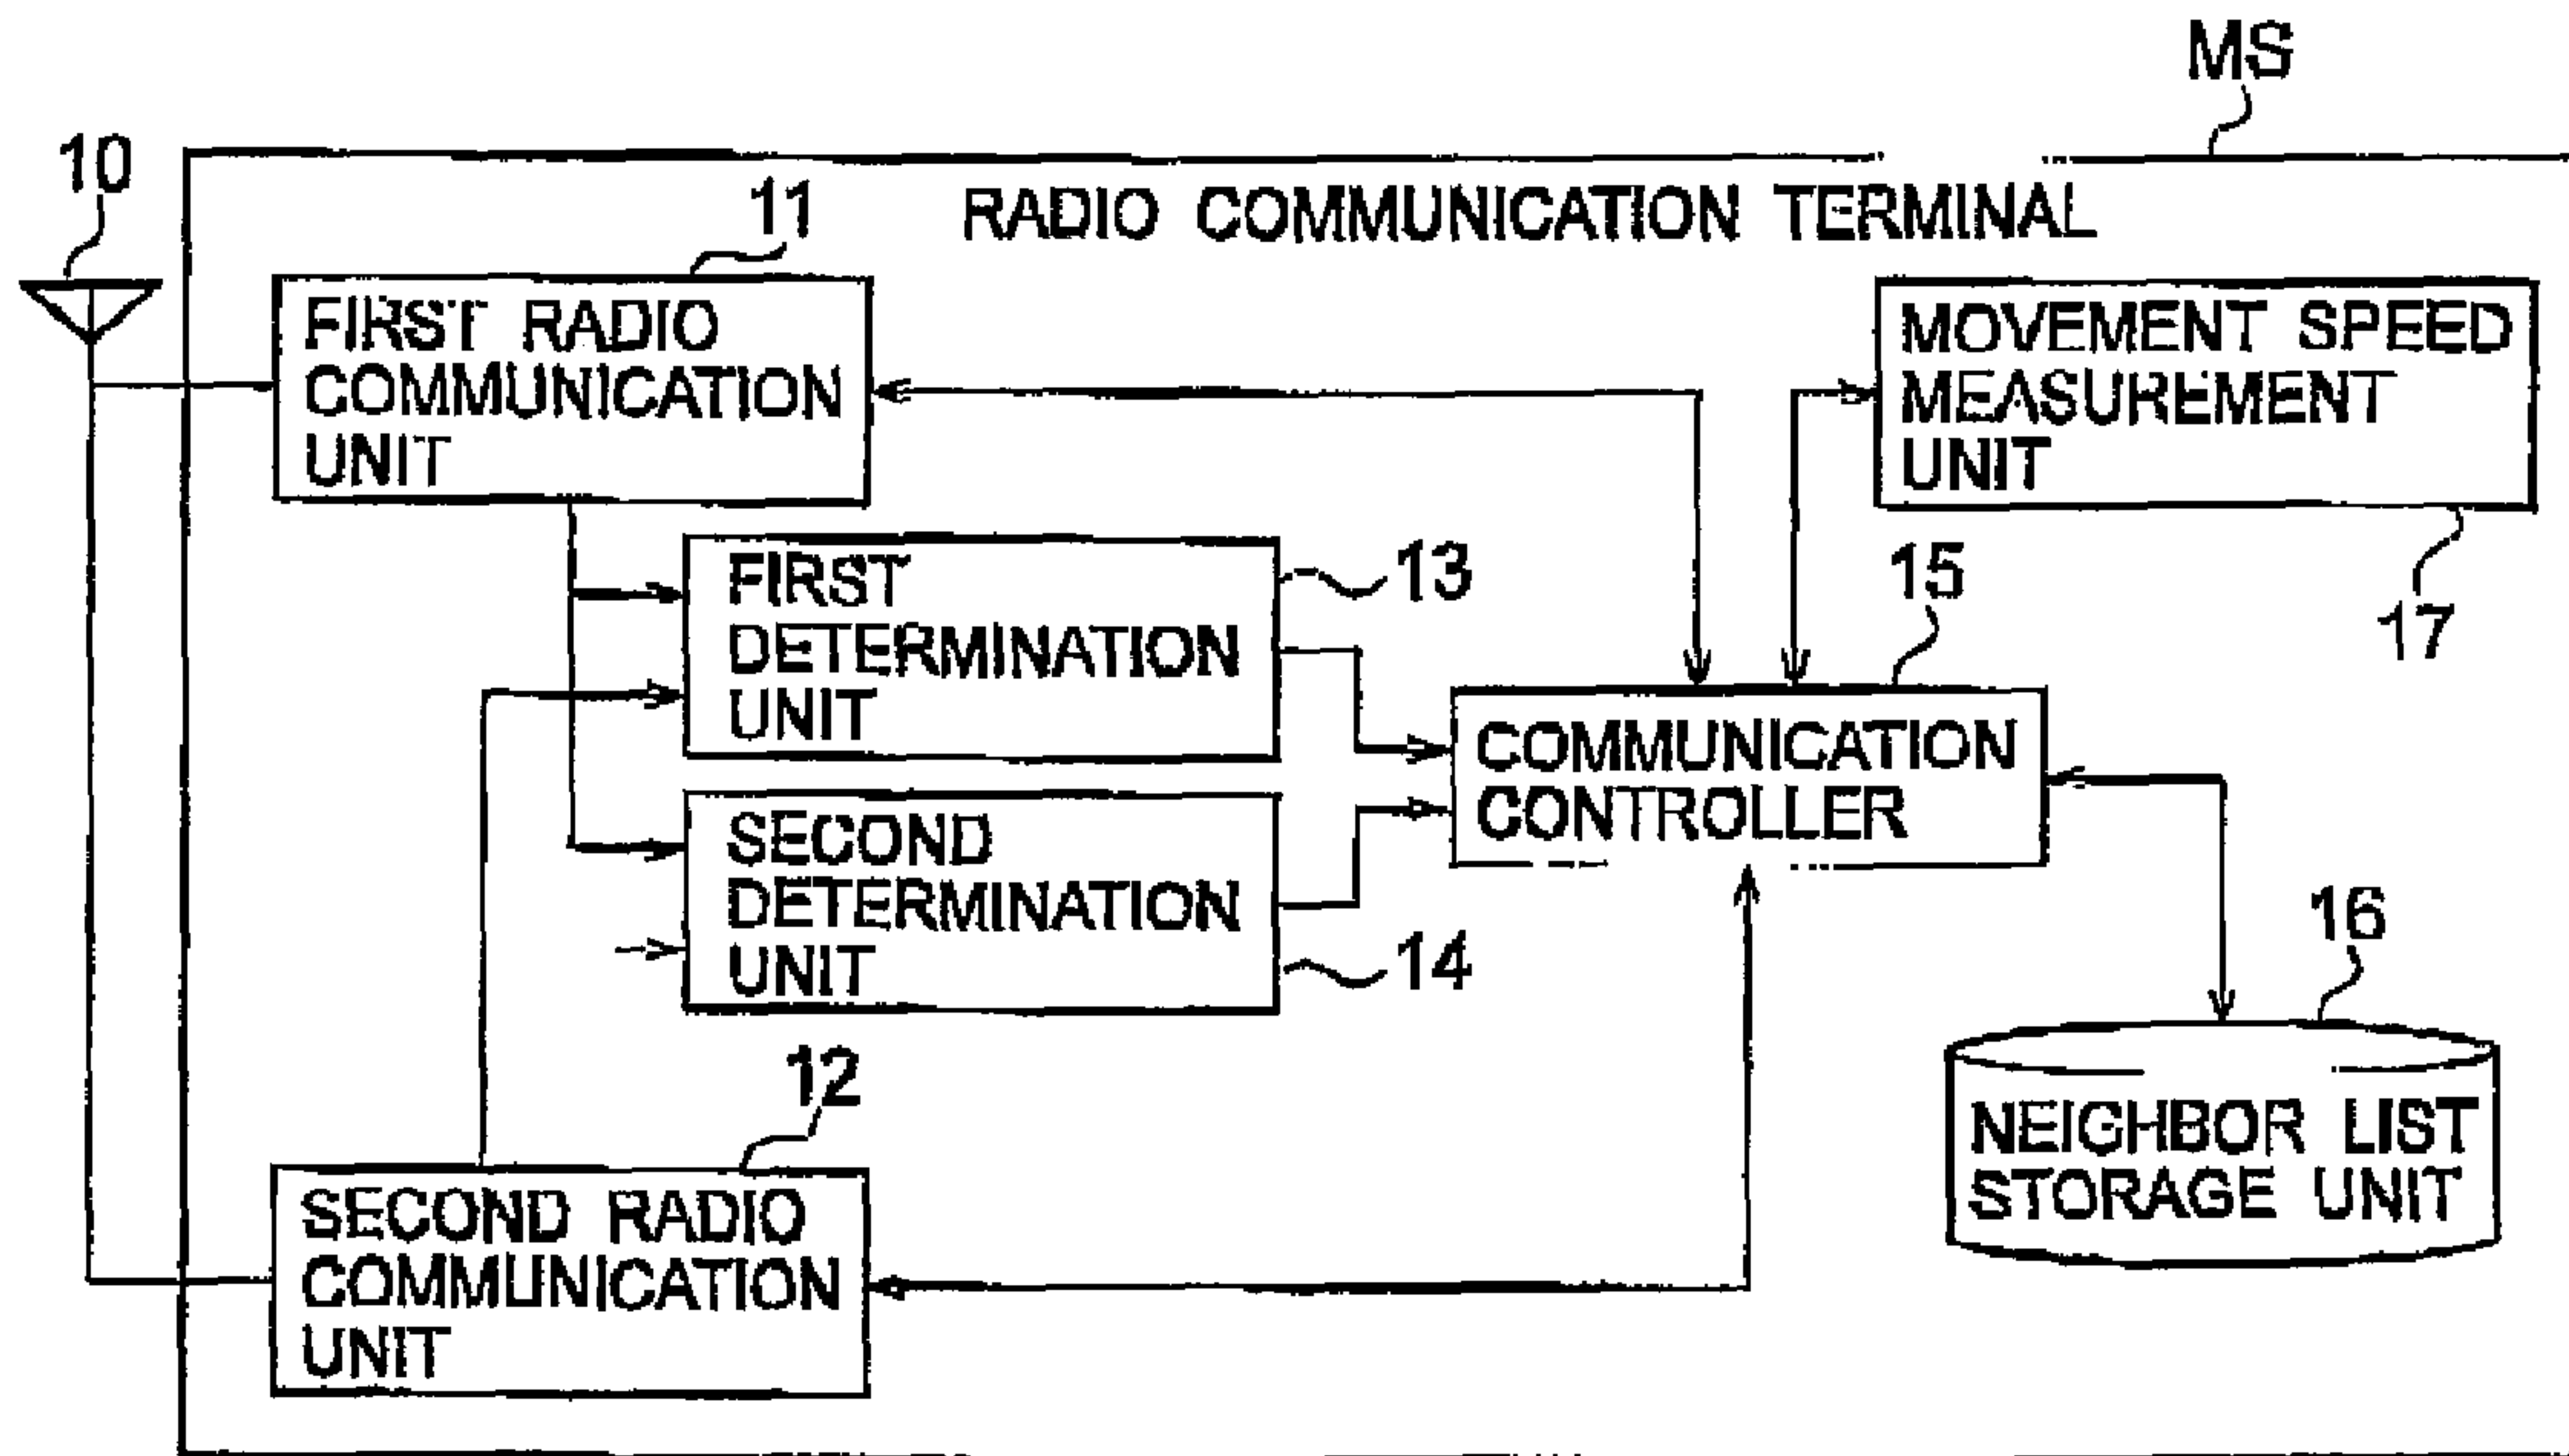 MS
10
RADIO COMMUNICATION TERMINAL
11
FIRST RADIO
COMMUNICATION
UNIT
MOVEMENT SPEED
MEASUREMENT
UNIT
17
FIRST
DETERMINATION
UNIT
13
15
COMMUNICATION
CONTROLLER
SECOND
DETERMINATION
UNIT
14
16
NEIGHBOR LIST
STORAGE UNIT
12
SECOND RADIO
COMMUNICATION
UNIT